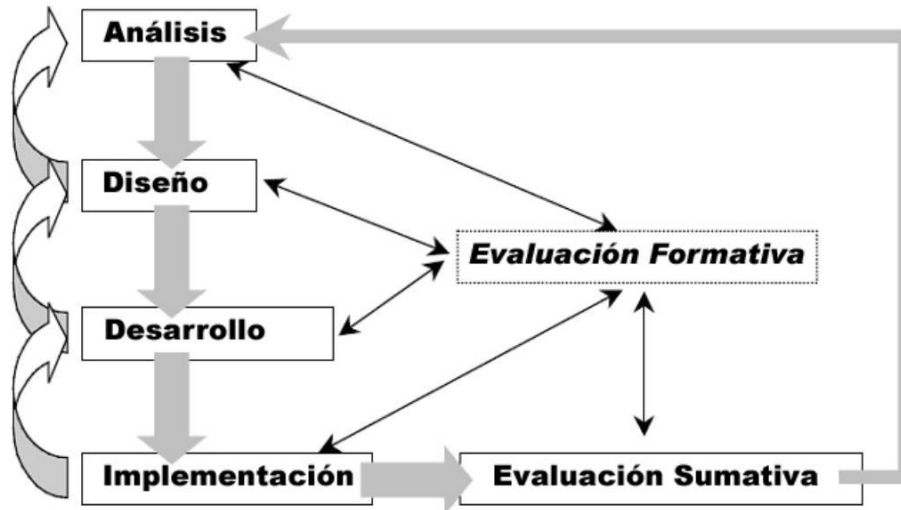 Análisis
Diseño
Evaluación Formativa
Desarrollo
Implementación
Evaluación Sumativa